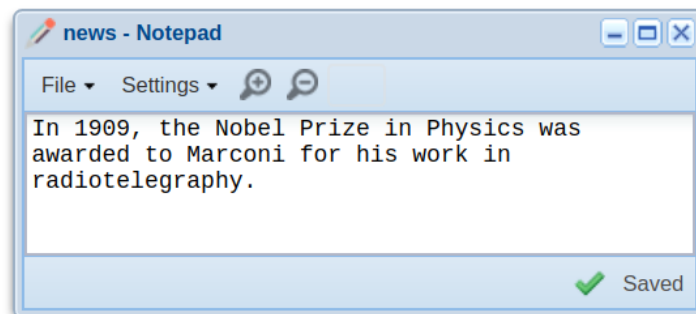 news - Notepad
File Settings
In 1909, the Nobel Prize in Physics was
awarded to Marconi for his work in
radiotelegraphy.
Saved